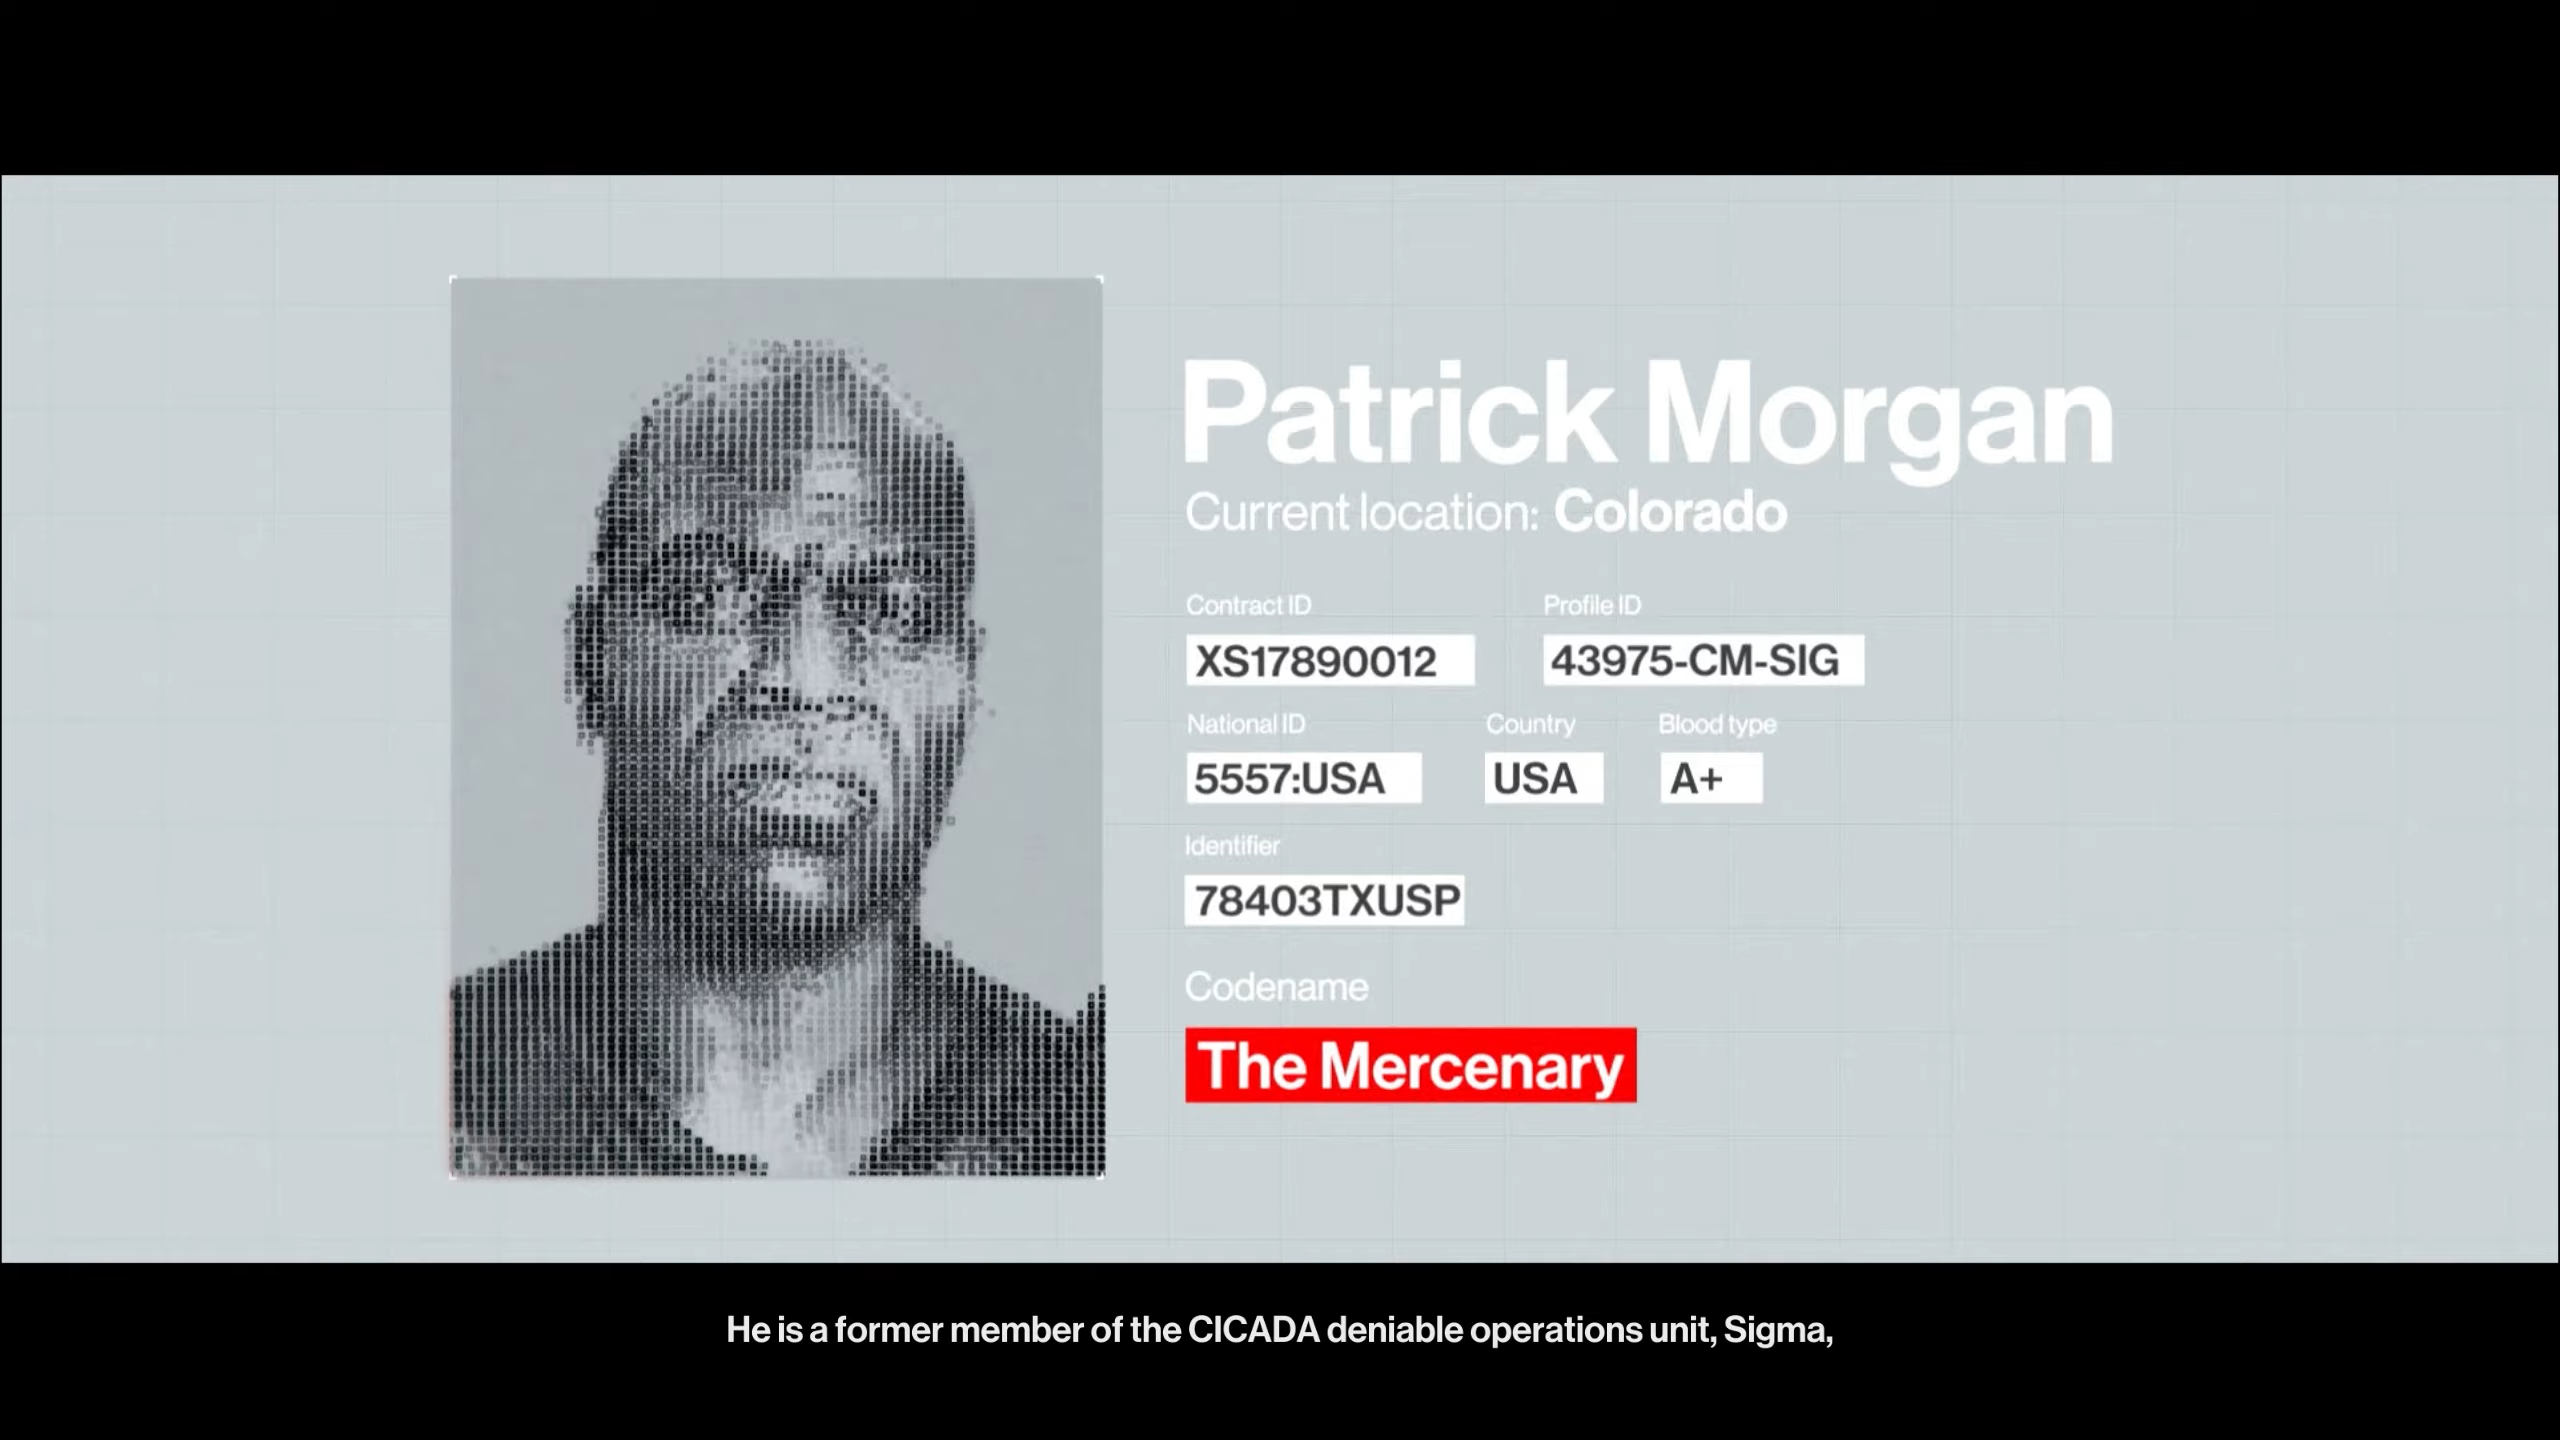 Patrick Morgan
Current location: Colorado
Contract ID Profile ID
XS17890012 43975-CM-SIG
National ID Country Blood type
5557:USA USA A+
Identifier
78403TXUSP
Codename
The Mercenary
He is a former member of the CICADA deniable operations unit, Sigma,